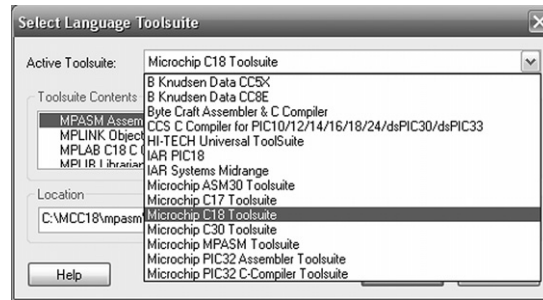 Select Language Toolsuite
Active Toolsuite: Microchip C18 Toolsuite
B Knudsen Data CC5X
B Knudsen Data CC8E
Toolsuite Contents
Byte Craft Assembler & C Compiler
MPASM Assem
CCS C Compiler for PIC10/12/14/16/18/24/dsPIC30/dsPIC33
MPLINK Object
HI-TECH Universal ToolSuite
MPLAB C18 C
IAR PIC18
MPLIB Librarian
IAR Systems Midrange
Microchip ASM30 Toolsuite
Location
Microchip C17 Toolsuite
C:\MCC18\mpasm
Microchip C18 Toolsuite
Microchip C30 Toolsuite
Microchip MPASM Toolsuite
Microchip PIC32 Assembler Toolsuite
Help
Microchip PIC32 C-Compiler Toolsuite